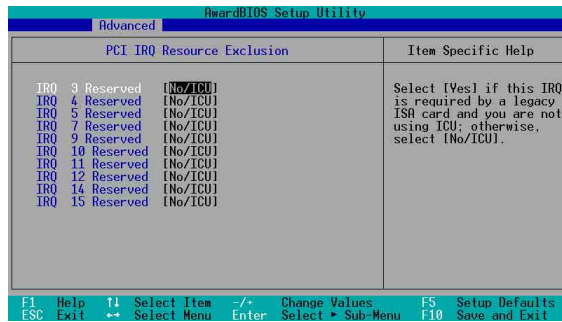 AwardBIOS Setup Utility
Advanced
PCI IRQ Resource Exclusion
Item Specific Help
IRQ 3 Reserved [No/ICU]
IRQ 4 Reserved [No/ICU]
IRQ 5 Reserved [No/ICU]
IRQ 7 Reserved [No/ICU]
IRQ 9 Reserved [No/ICU]
IRQ 10 Reserved [No/ICU]
IRQ 11 Reserved [No/ICU]
IRQ 12 Reserved [No/ICU]
IRQ 14 Reserved [No/ICU]
IRQ 15 Reserved [No/ICU]
Select [Yes] if this IRQ
is required by a legacy
ISA card and you are not
using ICU; otherwise,
select [No/ICU].
F1 Help ↑↓ Select Item -/+ Change Values F5 Setup Defaults
ESC Exit ←→ Select Menu Enter Select ► Sub-Menu F10 Save and Exit